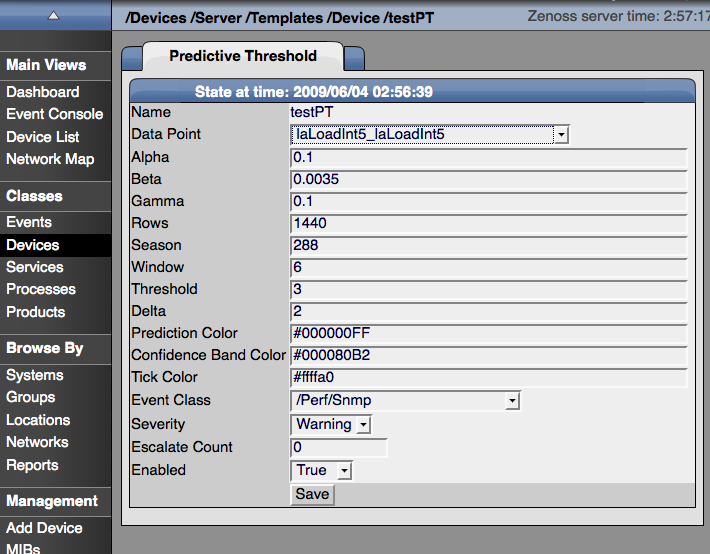 /Devices /Server /Templates /Device /testPT
Zenoss server time: 2:57:17
Main Views
Dashboard
Event Console
Device List
Network Map
Classes
Events
Devices
Services
Processes
Products
Browse By
Systems
Groups
Locations
Networks
Reports
Management
Add Device
MIBs
Predictive Threshold
State at time: 2009/06/04 02:56:39
Name testPT
Data Point laLoadInt5_laLoadInt5
Alpha 0.1
Beta 0.0035
Gamma 0.1
Rows 1440
Season 288
Window 6
Threshold 3
Delta 2
Prediction Color #000000FF
Confidence Band Color #000080B2
Tick Color #ffffa0
Event Class /Perf/Snmp
Severity Warning
Escalate Count 0
Enabled True
Save